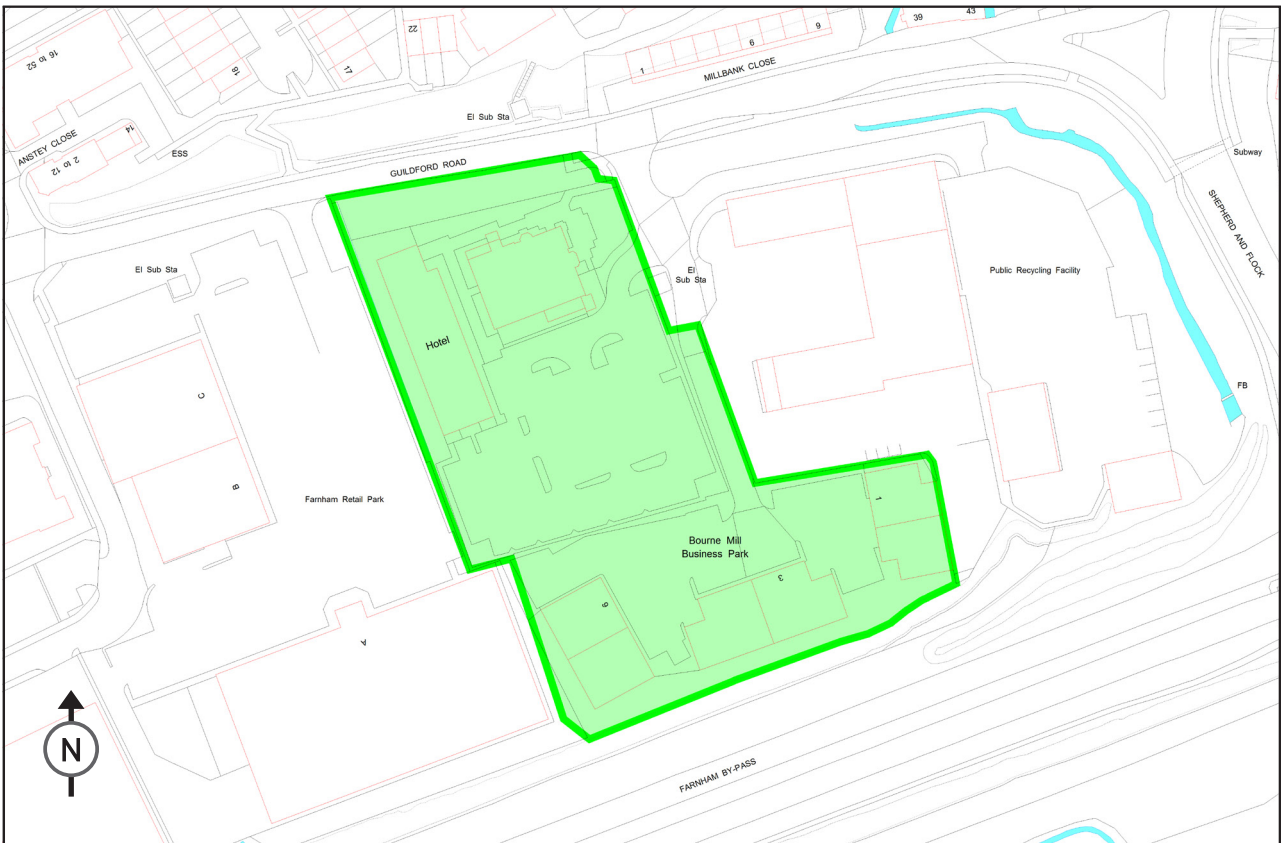 39
43
22
9
6
1
17
18
16 to 52
MILLBANK CLOSE
El Sub Sta
ANSTEY CLOSE
14
2 to 12
ESS
GUILDFORD ROAD
Subway
SHEPHERD AND FLOCK
El Sub Sta
El
Sub Sta
Public Recycling Facility
Hotel
C
FB
B
Farnham Retail Park
1
Bourne Mill
Business Park
3
A
N
FARNHAM BY-PASS